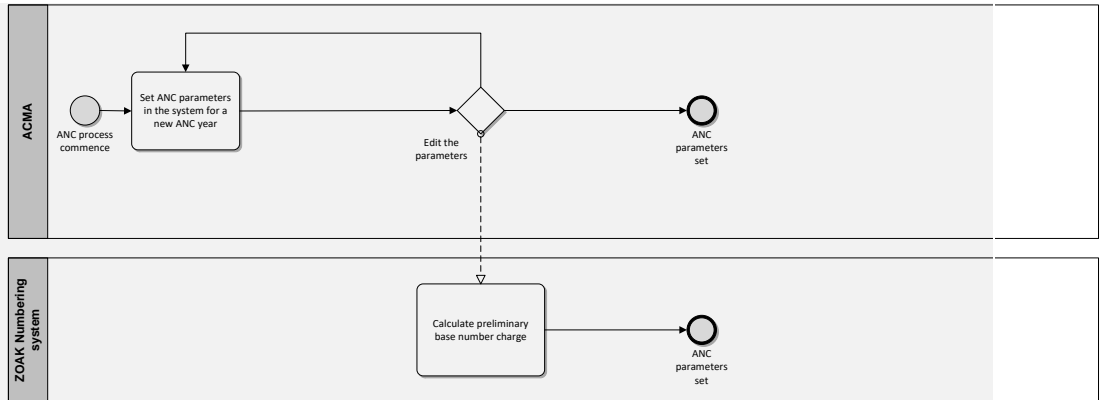 ACMA
ANC process
commence
Set ANC parameters
in the system for a
new ANC year
Edit the
parameters
ANC
parameters
set
ZOAK Numbering
system
Calculate preliminary
base number charge
ANC
parameters
set